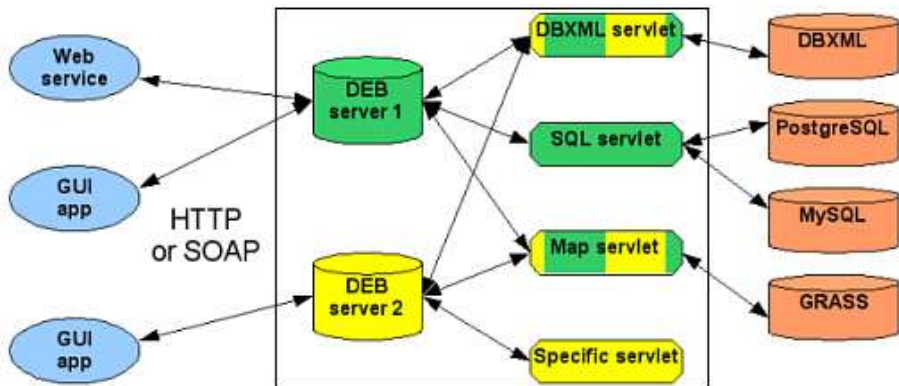 Web
service
GUI
app
GUI
app
HTTP
or SOAP
DEB
server 1
DEB
server 2
DBXML servlet
SQL servlet
Map servlet
Specific servlet
DBXML
PostgreSQL
MySQL
GRASS